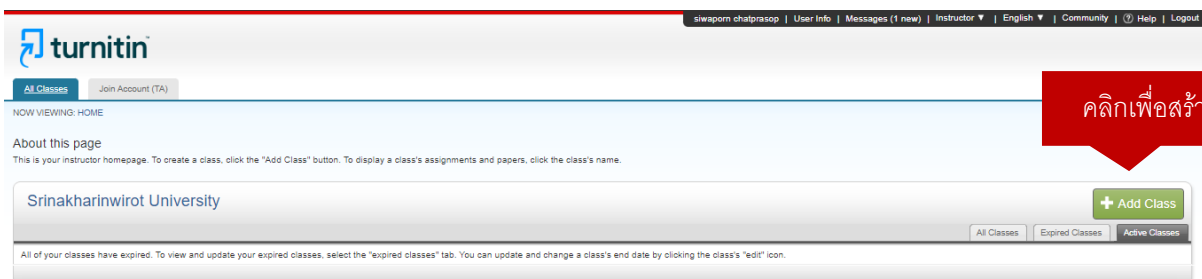 siwaporn chatprasop | User Info | Messages (1 new) | Instructor ▼ | English ▼ | Community | ? Help | Logout
turnitin
All Classes Join Account (TA)
NOW VIEWING: HOME
คลิกเพื่อสร้า
About this page
This is your instructor homepage. To create a class, click the "Add Class" button. To display a class's assignments and papers, click the class's name.
Srinakharinwirot University
+ Add Class
All Classes Expired Classes Active Classes
All of your classes have expired. To view and update your expired classes, select the "expired classes" tab. You can update and change a class's end date by clicking the class's "edit" icon.